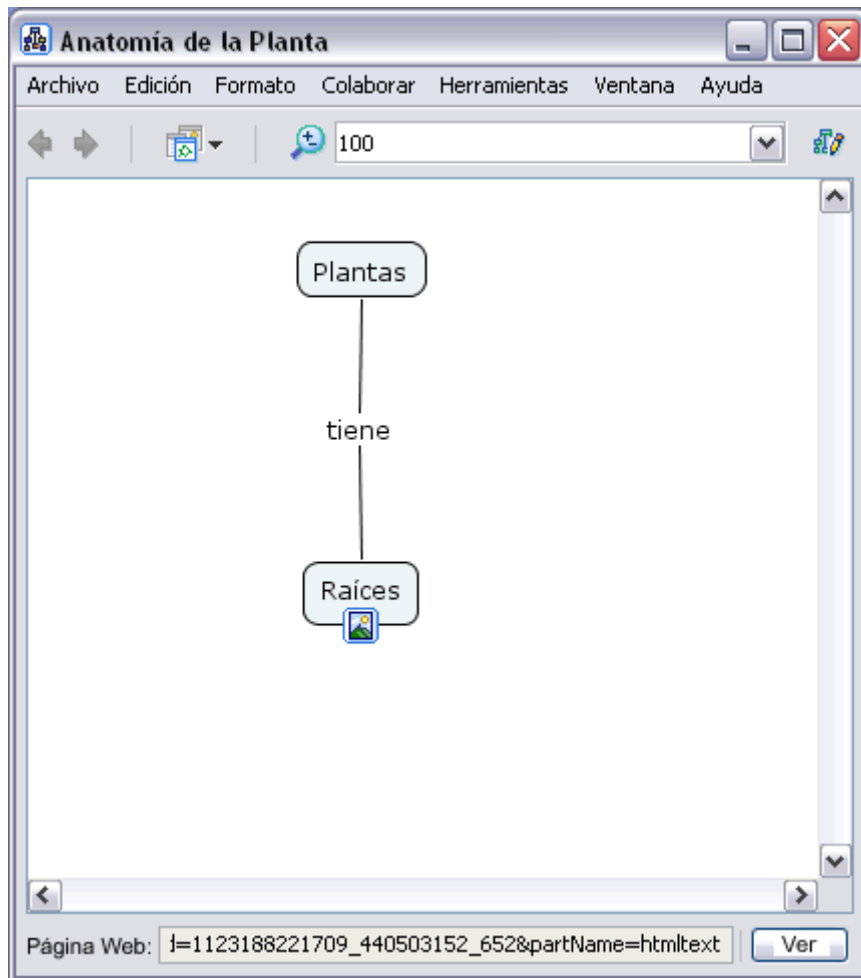 Anatomía de la Planta
Archivo Edición Formato Colaborar Herramientas Ventana Ayuda
100
Plantas
tiene
Raíces
Página Web: d=1123188221709_440503152_652&partName=htmltext Ver